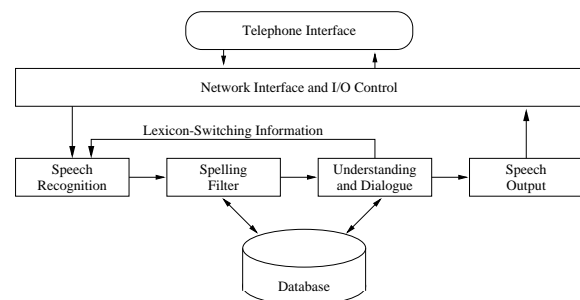 Telephone Interface
Network Interface and I/O Control
Lexicon-Switching Information
Speech
Recognition
Spelling
Filter
Understanding
and Dialogue
Speech
Output
Database